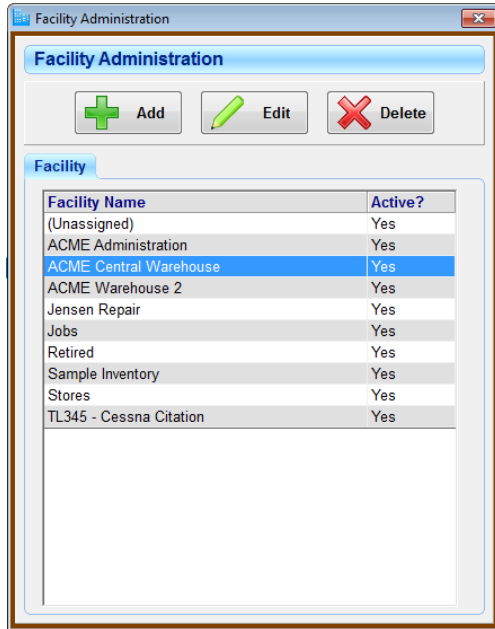 Facility Administration
Facility Administration
Add Edit Delete
Facility
Facility Name Active?
(Unassigned) Yes
ACME Administration Yes
ACME Central Warehouse Yes
ACME Warehouse 2 Yes
Jensen Repair Yes
Jobs Yes
Retired Yes
Sample Inventory Yes
Stores Yes
TL345 - Cessna Citation Yes